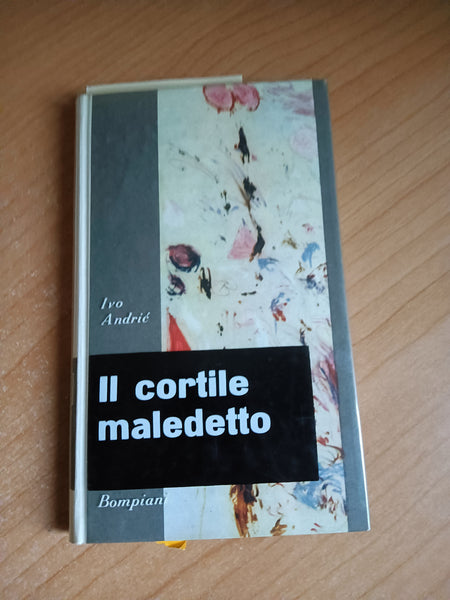 Ivo
Andrić
Il cortile
maledetto
Bompiani